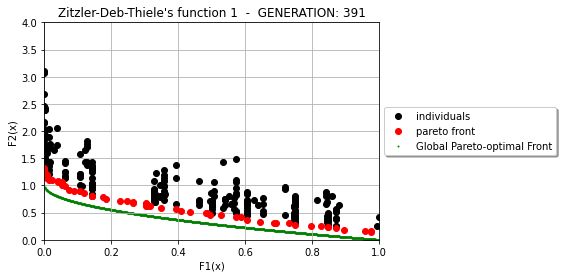 Zitzler-Deb-Thiele's function 1 - GENERATION: 391
F2(x)
4.0
3.5
3.0
2.5
2.0
1.5
1.0
0.5
0.0
0.0 0.2 0.4 0.6 0.8 1.0
F1(x)
individuals
pareto front
Global Pareto-optimal Front